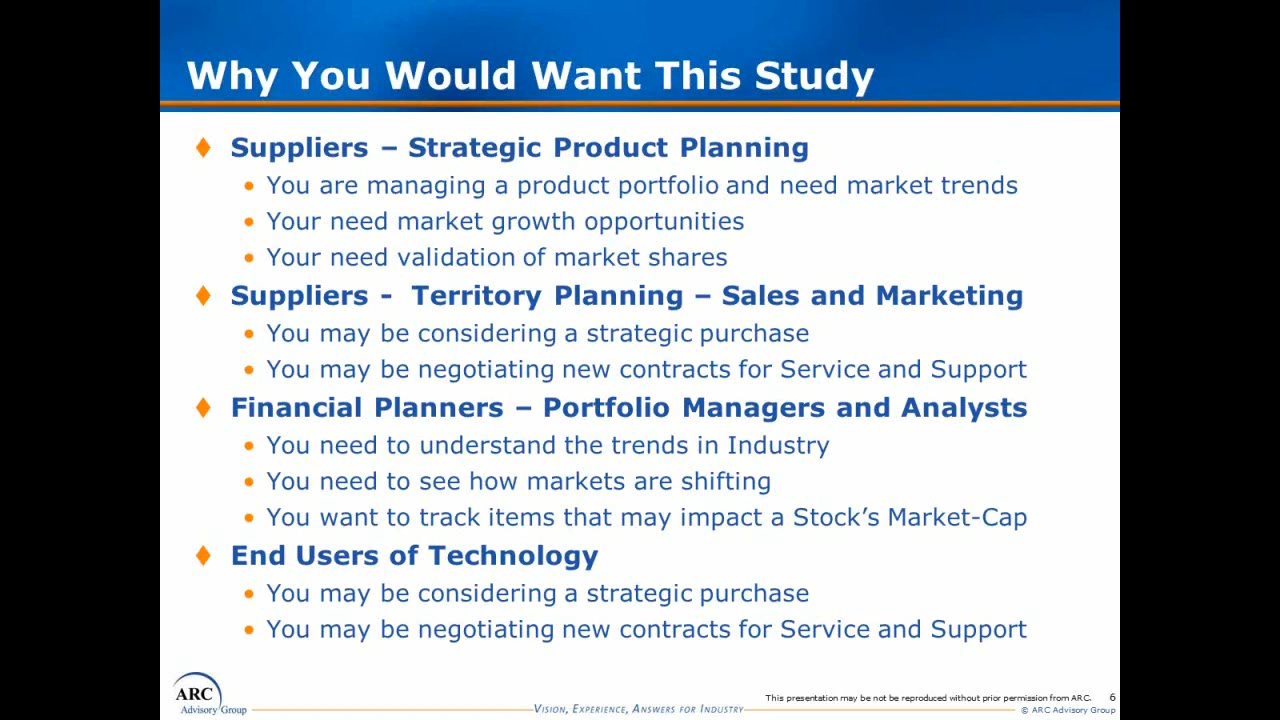 Why You Would Want This Study
Suppliers – Strategic Product Planning
You are managing a product portfolio and need market trends
Your need market growth opportunities
Your need validation of market shares
Suppliers - Territory Planning – Sales and Marketing
You may be considering a strategic purchase
You may be negotiating new contracts for Service and Support
Financial Planners – Portfolio Managers and Analysts
You need to understand the trends in Industry
You need to see how markets are shifting
You want to track items that may impact a Stock’s Market-Cap
End Users of Technology
You may be considering a strategic purchase
You may be negotiating new contracts for Service and Support
ARC
Advisory Group
VISION, EXPERIENCE, ANSWERS FOR INDUSTRY
This presentation may be not be reproduced without prior permission from ARC. 6
© ARC Advisory Group